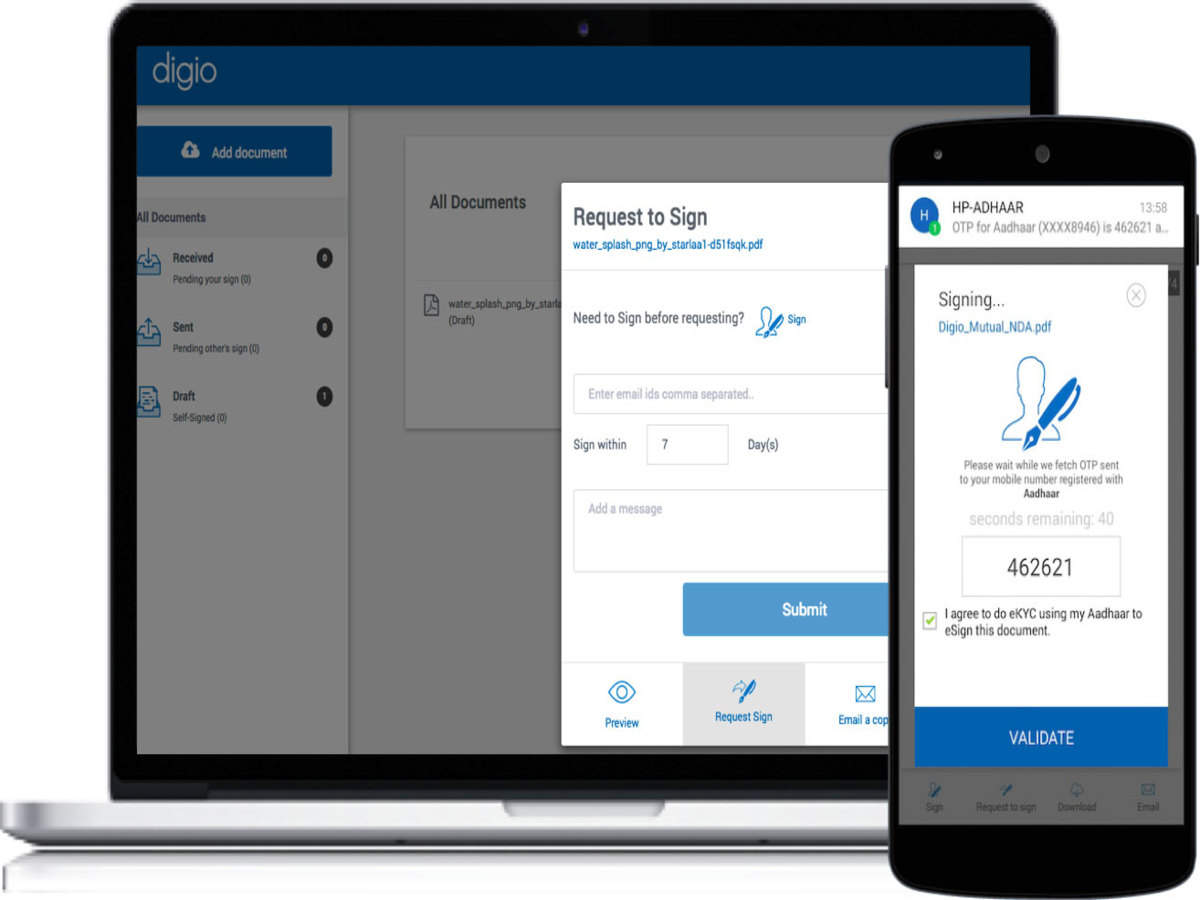 digio
Add document
All Documents
Received
0
Pending your sign (0)
Sent
0
Pending other's sign (0)
Draft
1
Self-Signed (0)
All Documents
water_splash_png_by_starla
(Draft)
Request to Sign
water_splash_png_by_starlaa1-d51fsqk.pdf
Need to Sign before requesting? Sign
Enter email ids comma separated..
Sign within 7 Day(s)
Add a message
Submit
Preview
Request Sign
Email a cop
H
1
HP-ADHAAR 13:58
OTP for Aadhaar (XXXX8946) is 462621 a..
Signing...
Digio_Mutual_NDA.pdf
Please wait while we fetch OTP sent
to your mobile number registered with
Aadhaar
seconds remaining: 40
462621
I agree to do eKYC using my Aadhaar to
eSign this document.
VALIDATE
Sign Request to sign Download Email